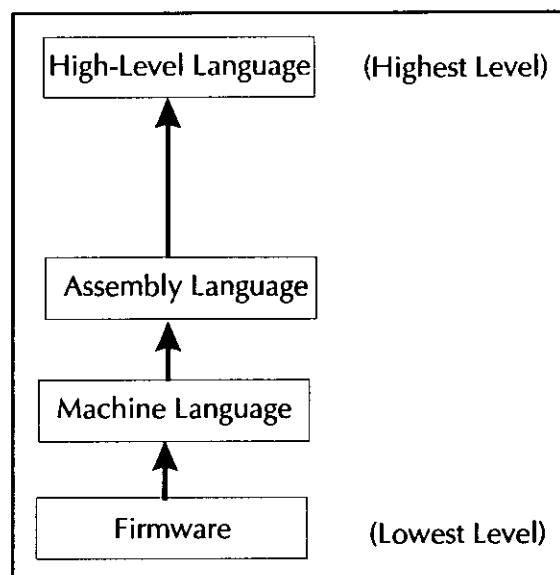 High-Level Language (Highest Level)
Assembly Language
Machine Language
Firmware (Lowest Level)